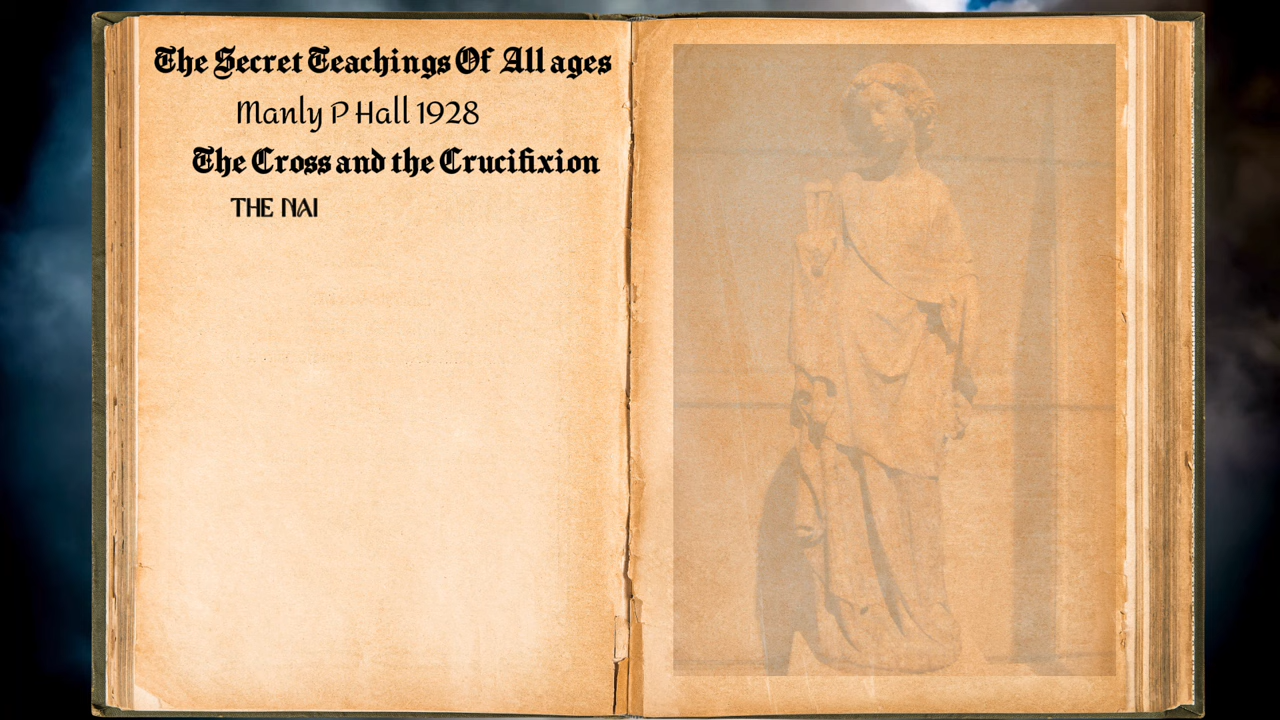 The Secret Teachings Of All ages
Manly P Hall 1928
The Cross and the Crucifixion
THE NAI